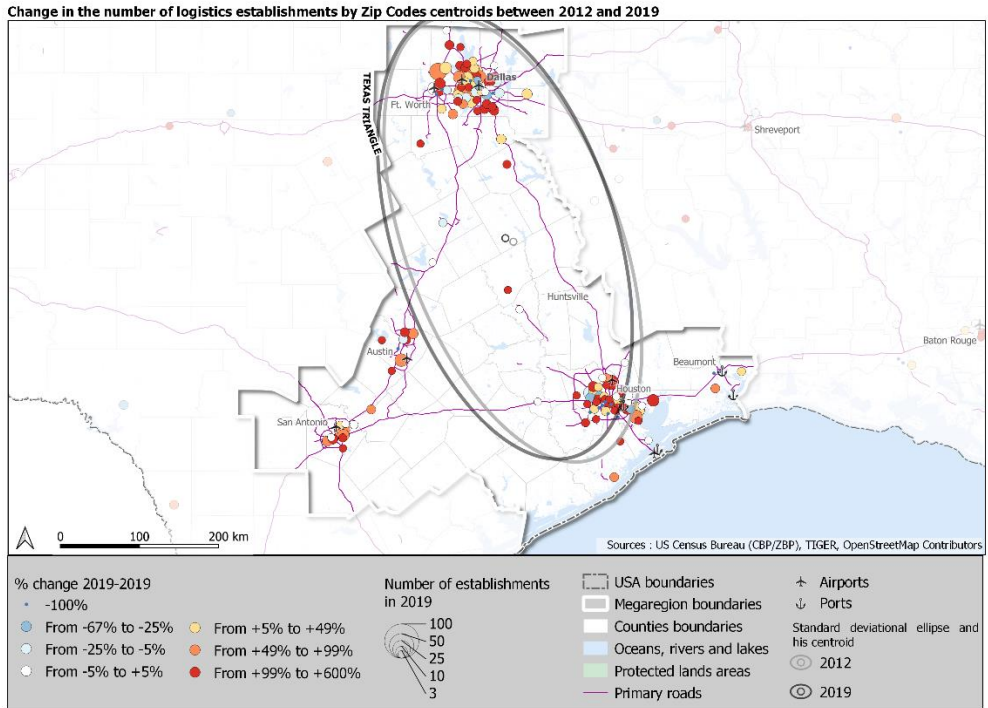 Change in the number of logistics establishments by Zip Codes centroids between 2012 and 2019
Dallas
Ft. Worth
TEXAS TRIANGLE
Shreveport
Huntsville
Austin
Beaumont
Baton Rouge
Houston
San Antonio
0 100 200 km
Sources : US Census Bureau (CBP/ZBP), TIGER, OpenStreetMap Contributors
% change 2019-2019
-100%
From -67% to -25%
From -25% to -5%
From -5% to +5%
From +5% to +49%
From +49% to +99%
From +99% to +600%
Number of establishments
in 2019
100
50
25
10
3
USA boundaries
Megaregion boundaries
Counties boundaries
Oceans, rivers and lakes
Protected lands areas
Primary roads
Airports
Ports
Standard deviational ellipse and
his centroid
2012
2019